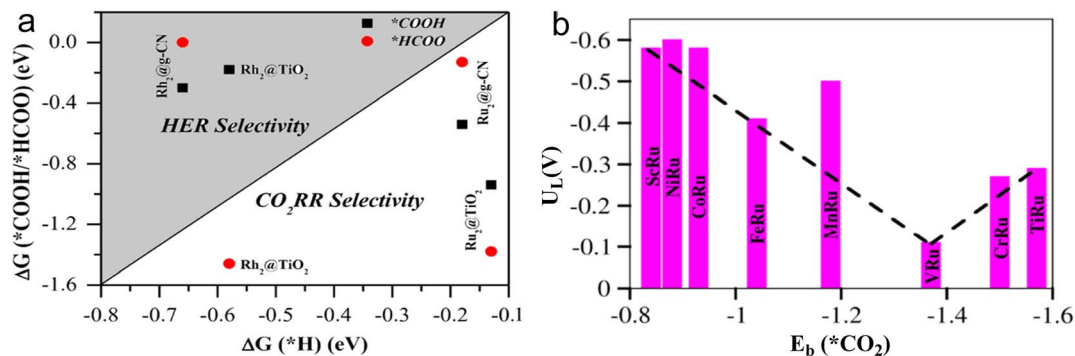 a
ΔG (*COOH/*HCOO) (eV)
0.0
-0.4
-0.8
-1.2
-1.6
*COOH
*HCOO
Rh2@g-CN
Rh2@TiO2
HER Selectivity
Ru2@g-CN
CO2RR Selectivity
Ru2@TiO2
Rh2@TiO2
-0.8 -0.7 -0.6 -0.5 -0.4 -0.3 -0.2 -0.1
ΔG (*H) (eV)
b
UL(V)
-0.6
-0.5
-0.4
-0.3
-0.2
-0.1
0
ScRu
NiRu
CoRu
FeRu
MnRu
VRu
CrRu
TiRu
-0.8 -1 -1.2 -1.4 -1.6
Eb (*CO2)